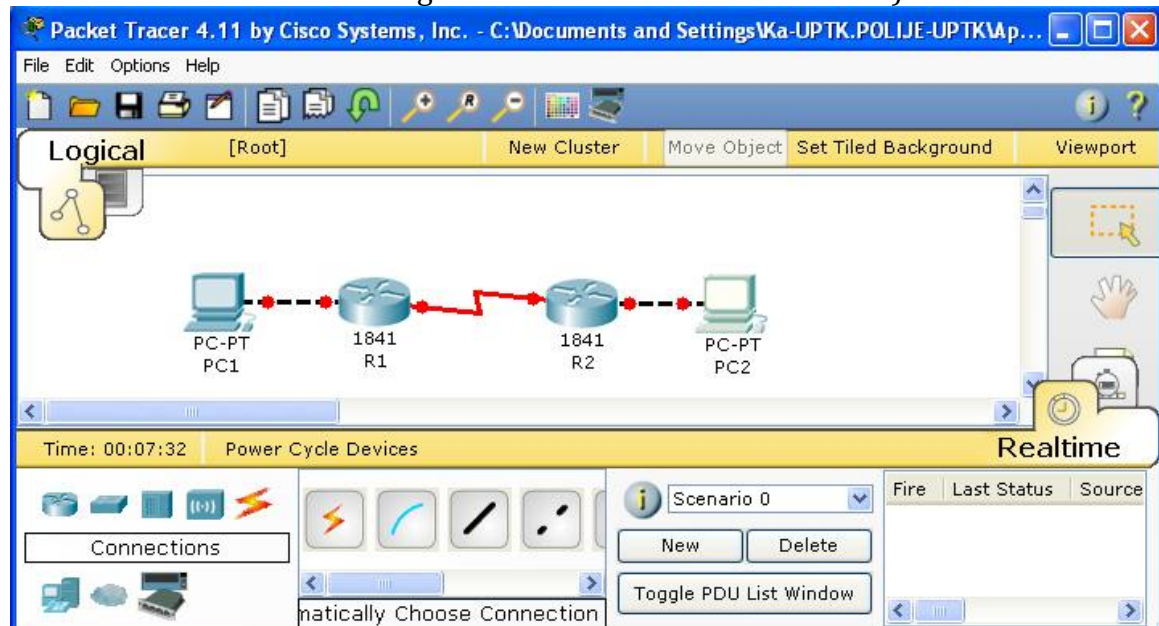 Packet Tracer 4.11 by Cisco Systems, Inc. - C:\Documents and Settings\Ka-UPTK.POLIJE-UPTK\Ap...
File Edit Options Help
Logical [Root] New Cluster Move Object Set Tiled Background Viewport
PC-PT
PC1
1841
R1
1841
R2
PC-PT
PC2
Time: 00:07:32 Power Cycle Devices Realtime
Scenario 0
Fire Last Status Source
Connections
New Delete
Toggle PDU List Window
matically Choose Connection